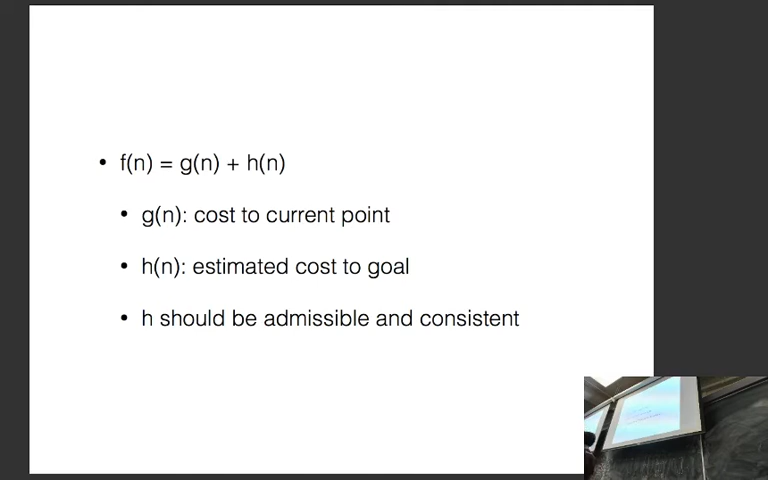 • f(n) = g(n) + h(n)
• g(n): cost to current point
• h(n): estimated cost to goal
• h should be admissible and consistent